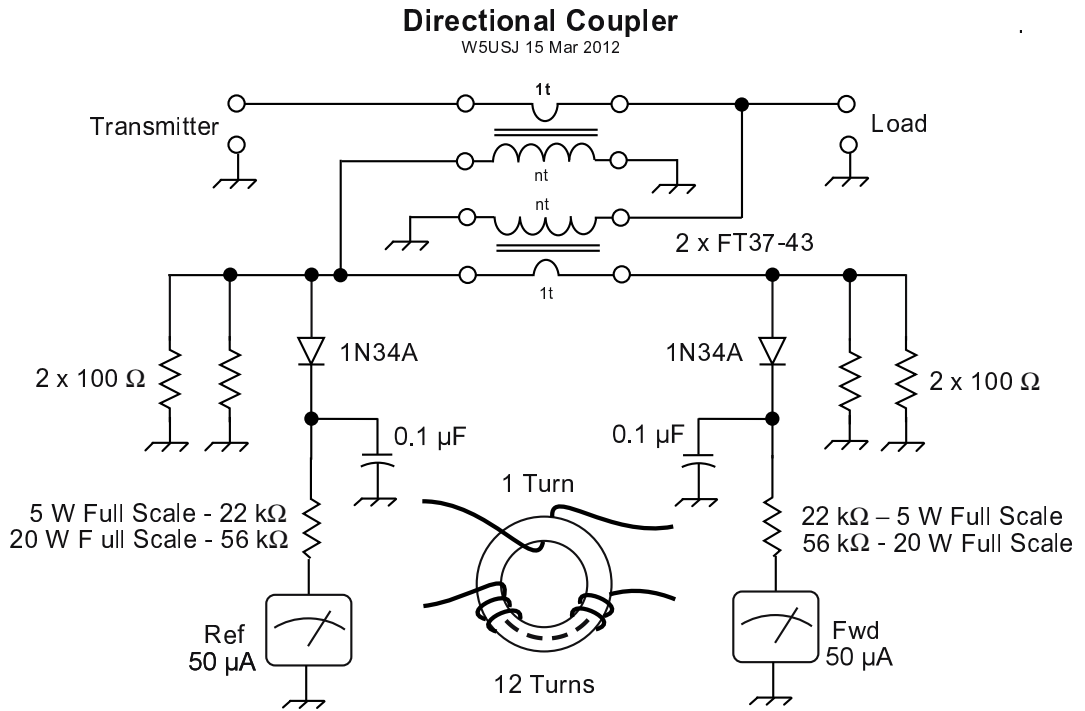 Directional Coupler
W5USJ 15 Mar 2012
1t
Transmitter
Load
nt
nt
2 x FT37-43
1t
1N34A
1N34A
2 x 100 Ω
2 x 100 Ω
0.1 µF
0.1 µF
1 Turn
5 W Full Scale - 22 kΩ
20 W F ull Scale - 56 kΩ
22 kΩ – 5 W Full Scale
56 kΩ - 20 W Full Scale
Ref
50 µA
Fwd
50 µA
12 Turns